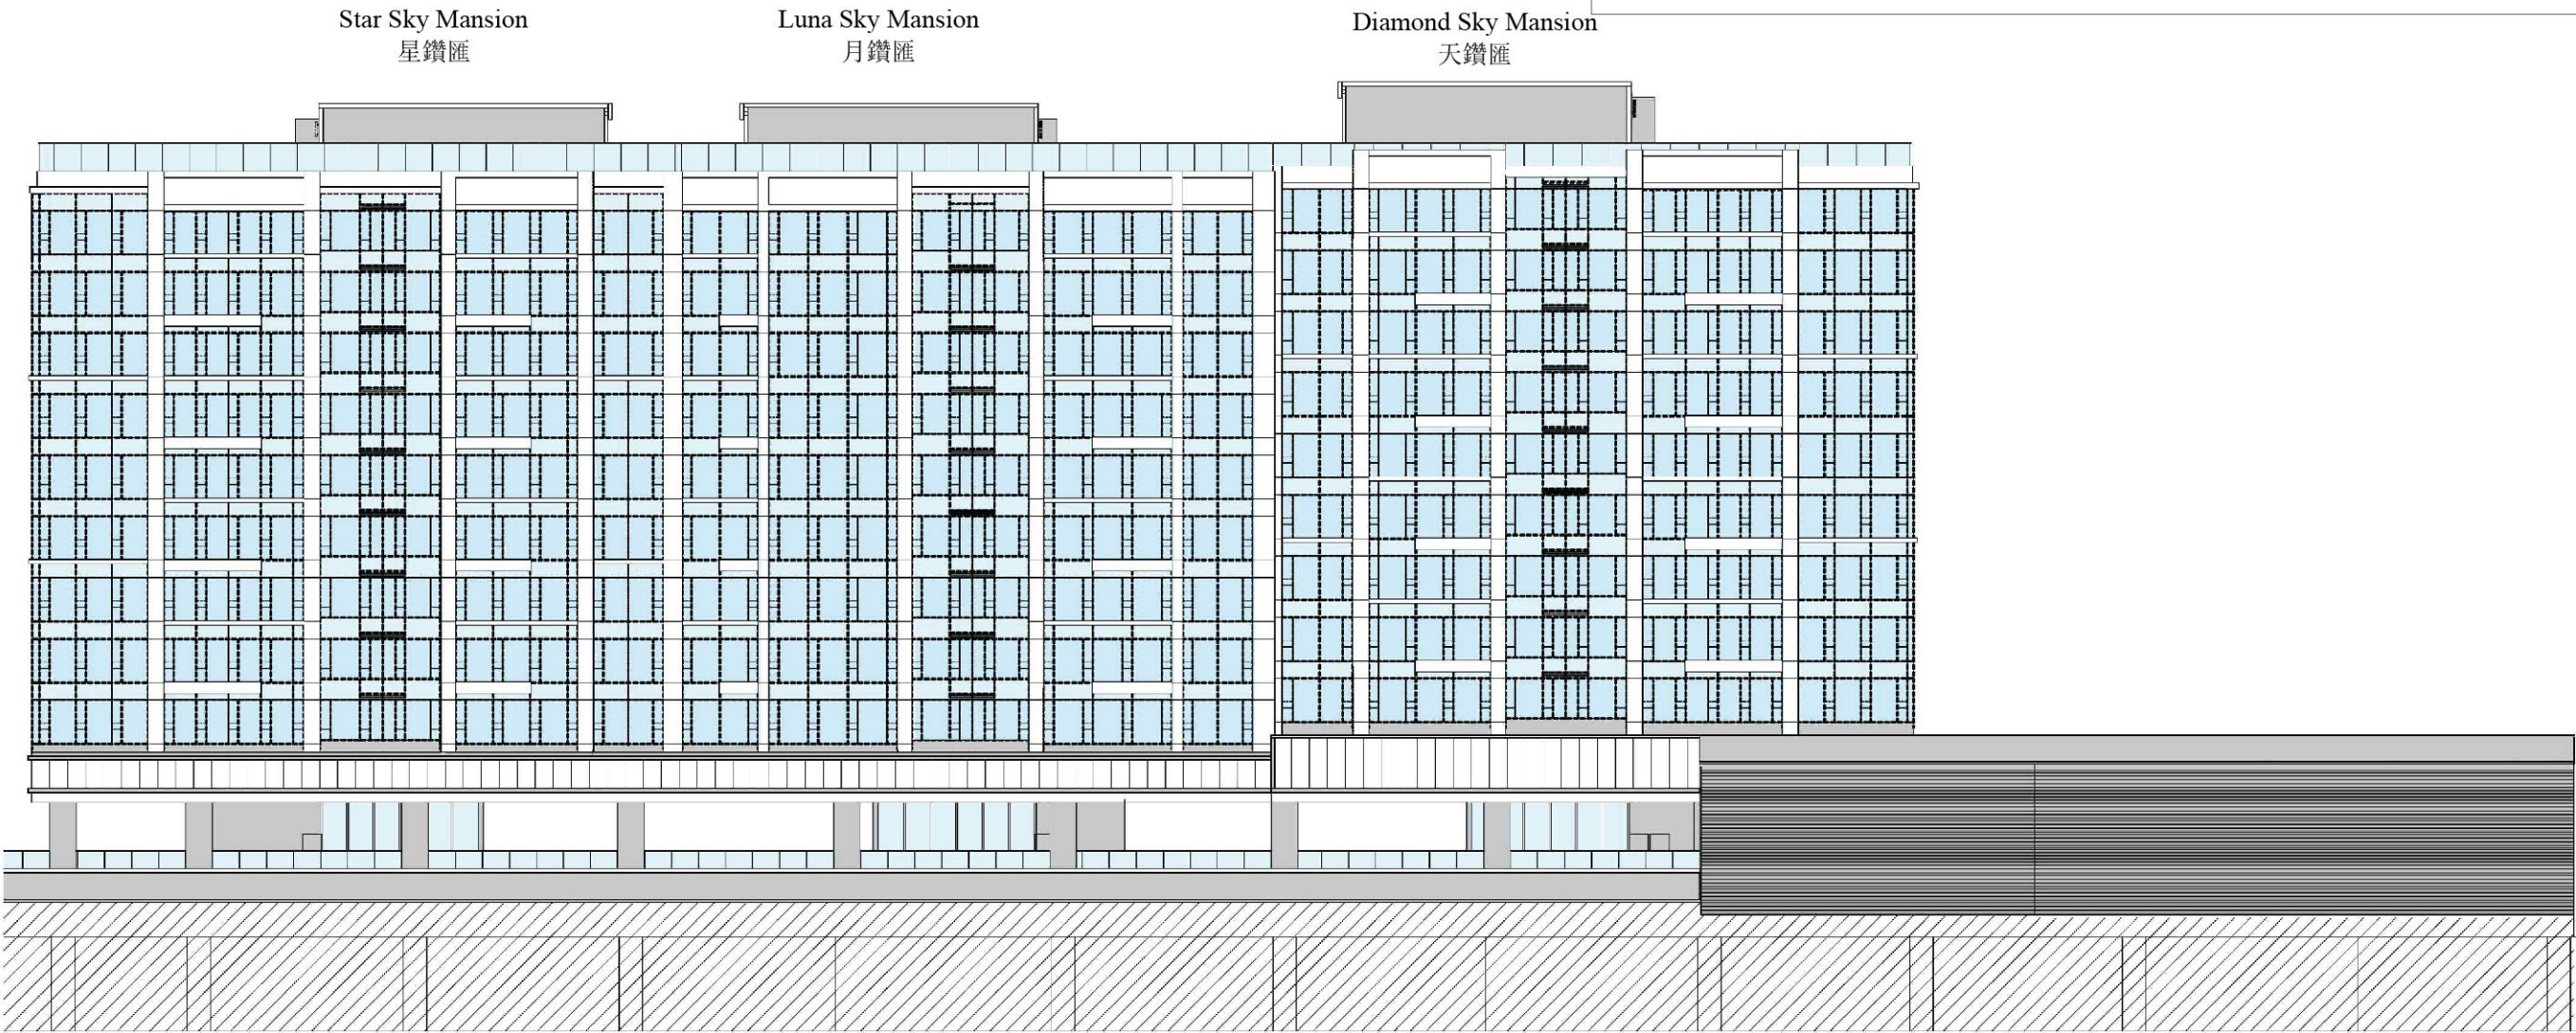 Star Sky Mansion
星鑽匯
Luna Sky Mansion
月鑽匯
Diamond Sky Mansion
天鑽匯